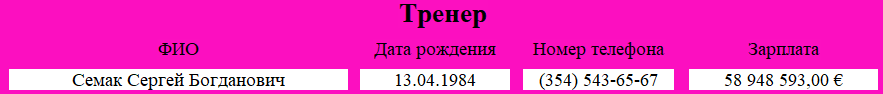 Тренер
ФИО Дата рождения Номер телефона Зарплата
Семак Сергей Богданович 13.04.1984 (354) 543-65-67 58 948 593,00 €